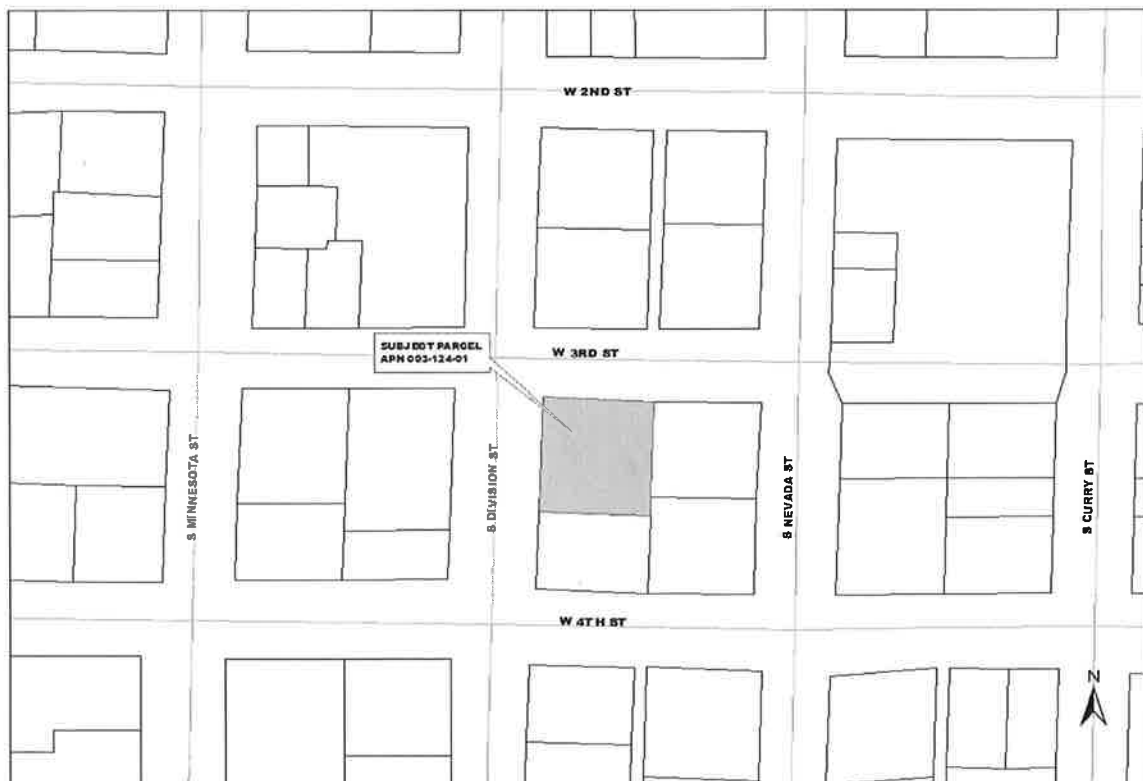 W 2ND ST
SUBJECT PARCEL
APN 003-124-01
W 3RD ST
S MINNESOTA ST
S DIVISION ST
S NEVADA ST
S CURRY ST
W 4TH ST
N